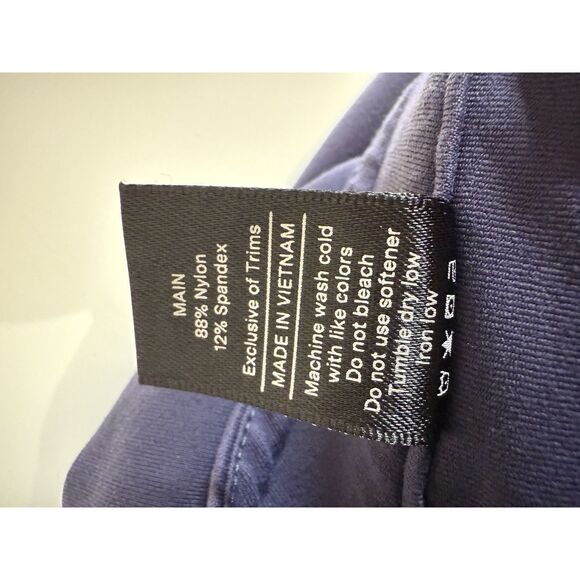 MAIN
88% Nylon
12% Spandex
Exclusive of Trims
MADE IN VIETNAM
Machine wash cold
with like colors
Do not bleach
Do not use softener
Tumble dry low
Iron low